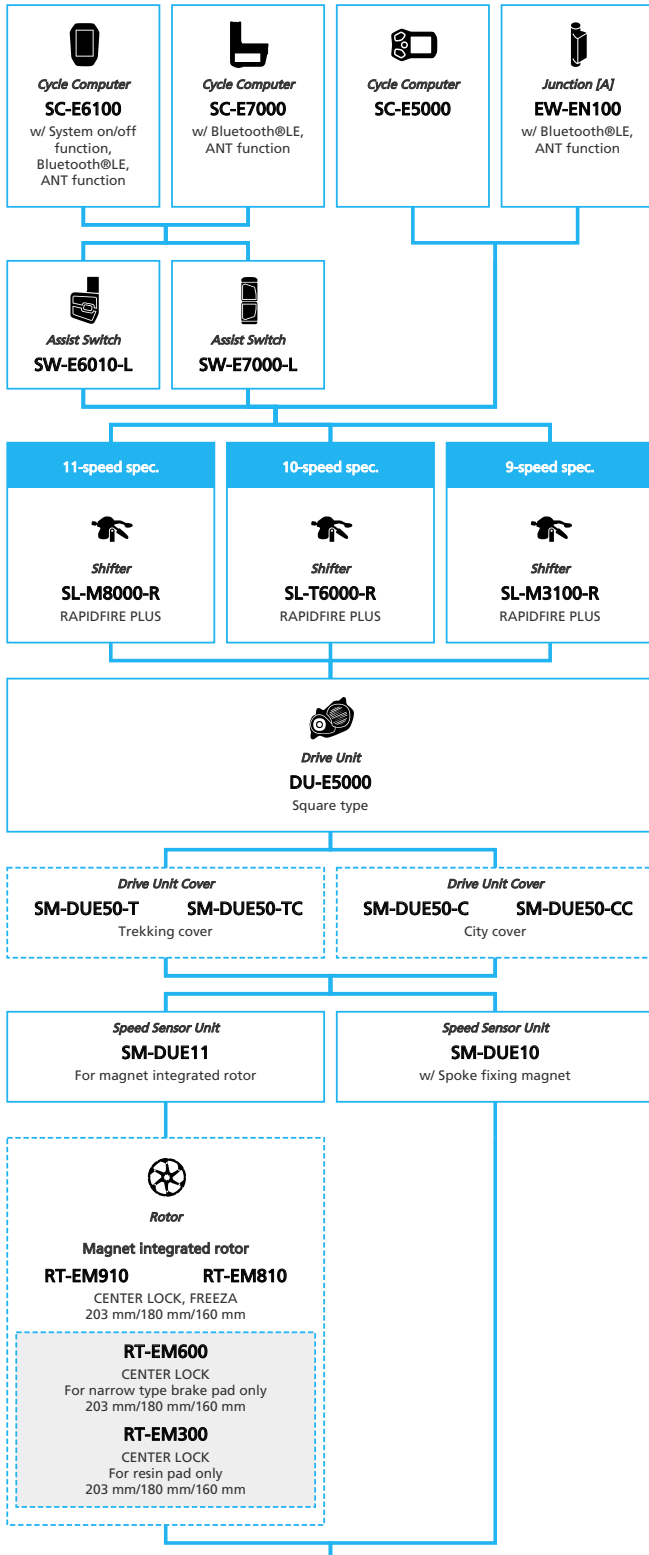 Cycle Computer
SC-E6100
w/ System on/off
function,
Bluetooth®LE,
ANT function
Cycle Computer
SC-E7000
w/ Bluetooth®LE,
ANT function
Cycle Computer
SC-E5000
Junction [A]
EW-EN100
w/ Bluetooth®LE,
ANT function
Assist Switch
SW-E6010-L
Assist Switch
SW-E7000-L
11-speed spec.
Shifter
SL-M8000-R
RAPIDFIRE PLUS
10-speed spec.
Shifter
SL-T6000-R
RAPIDFIRE PLUS
9-speed spec.
Shifter
SL-M3100-R
RAPIDFIRE PLUS
Drive Unit
DU-E5000
Square type
Drive Unit Cover
SM-DUE50-T SM-DUE50-TC
Trekking cover
Drive Unit Cover
SM-DUE50-C SM-DUE50-CC
City cover
Speed Sensor Unit
SM-DUE11
For magnet integrated rotor
Speed Sensor Unit
SM-DUE10
w/ Spoke fixing magnet
Rotor
Magnet integrated rotor
RT-EM910 RT-EM810
CENTER LOCK, FREEZA
203 mm/180 mm/160 mm
RT-EM600
CENTER LOCK
For narrow type brake pad only
203 mm/180 mm/160 mm
RT-EM300
CENTER LOCK
For resin pad only
203 mm/180 mm/160 mm